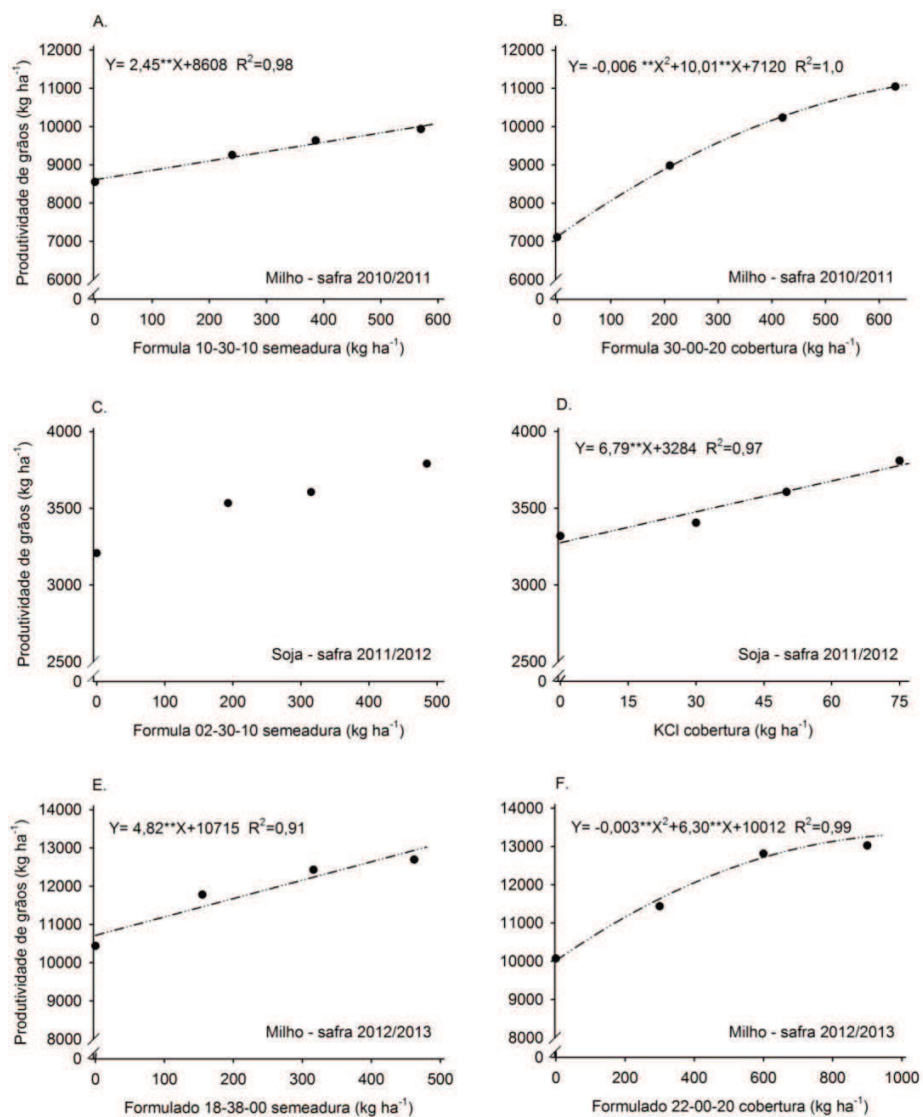 A.
Y= 2,45**X+8608 R²=0,98
Produtividade de grãos (kg ha⁻¹)
12000
11000
10000
9000
8000
7000
6000
0
Milho - safra 2010/2011
0 100 200 300 400 500 600
Formula 10-30-10 semeadura (kg ha⁻¹)
B.
Y= -0,006 **X²+10,01**X+7120 R²=1,0
12000
11000
10000
9000
8000
7000
6000
0
Milho - safra 2010/2011
0 100 200 300 400 500 600
Formula 30-00-20 cobertura (kg ha⁻¹)
C.
Produtividade de grãos (kg ha⁻¹)
4000
3500
3000
2500
0
Soja - safra 2011/2012
0 100 200 300 400 500
Formula 02-30-10 semeadura (kg ha⁻¹)
D.
Y= 6,79**X+3284 R²=0,97
4000
3500
3000
2500
0
Soja - safra 2011/2012
0 15 30 45 60 75
KCl cobertura (kg ha⁻¹)
E.
Y= 4,82**X+10715 R²=0,91
Produtividade de grãos (kg ha⁻¹)
14000
13000
12000
11000
10000
9000
8000
0
Milho - safra 2012/2013
0 100 200 300 400 500
Formulado 18-38-00 semeadura (kg ha⁻¹)
F.
Y= -0,003**X²+6,30**X+10012 R²=0,99
14000
13000
12000
11000
10000
9000
8000
0
Milho - safra 2012/2013
0 200 400 600 800 1000
Formulado 22-00-20 cobertura (kg ha⁻¹)